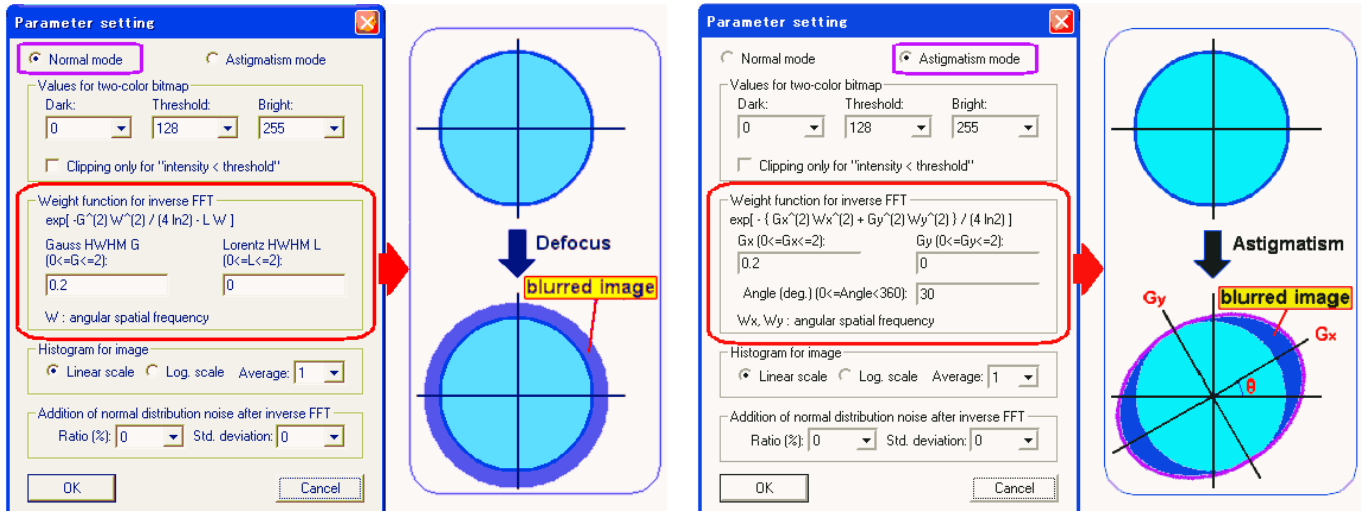 Parameter setting
Normal mode Astigmatism mode
Values for two-color bitmap
Dark: Threshold: Bright:
0 128 255
Clipping only for "intensity < threshold"
Weight function for inverse FFT
exp[ -G^(2) W^(2) / (4 ln2) - L W ]
Gauss HWHM G Lorentz HWHM L
(0<=G<=2): (0<=L<=2):
0.2 0
W : angular spatial frequency
Histogram for image
Linear scale Log. scale Average: 1
Addition of normal distribution noise after inverse FFT
Ratio (%): 0 Std. deviation: 0
OK Cancel
Defocus
blurred image
Parameter setting
Normal mode Astigmatism mode
Values for two-color bitmap
Dark: Threshold: Bright:
0 128 255
Clipping only for "intensity < threshold"
Weight function for inverse FFT
exp[ - { Gx^(2) Wx^(2) + Gy^(2) Wy^(2) } / (4 ln2) ]
Gx (0<=Gx<=2): Gy (0<=Gy<=2):
0.2 0
Angle (deg.) (0<=Angle<360): 30
Wx, Wy : angular spatial frequency
Histogram for image
Linear scale Log. scale Average: 1
Addition of normal distribution noise after inverse FFT
Ratio (%): 0 Std. deviation: 0
OK Cancel
Astigmatism
Gy blurred image
Gx
θ